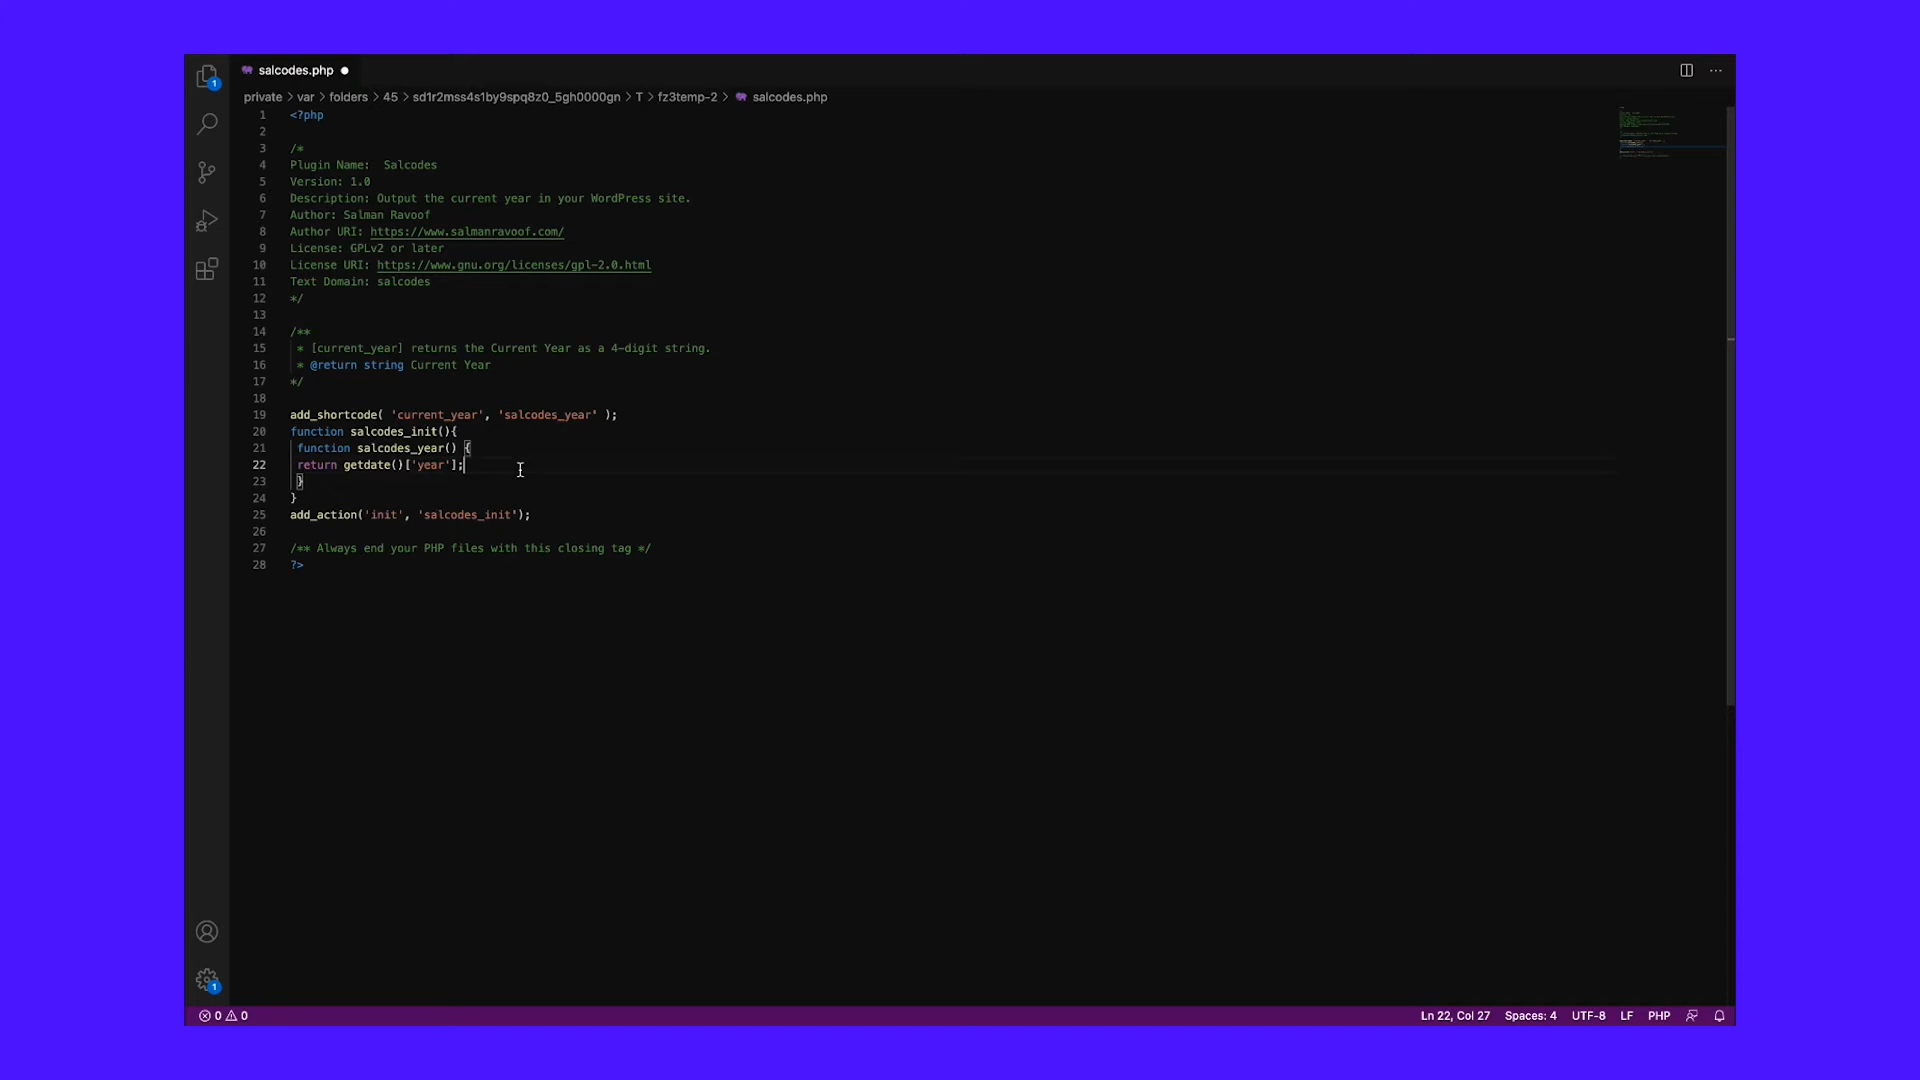 1
salcodes.php
private > var > folders > 45 > sd1r2mss4s1by9spq8z0_5gh0000gn > T > fz3temp-2 > salcodes.php
1 <?php
2
3 /*
4 Plugin Name:  Salcodes
5 Version: 1.0
6 Description: Output the current year in your WordPress site.
7 Author: Salman Ravoof
8 Author URI: https://www.salmanravoof.com/
9 License: GPLv2 or later
10 License URI: https://www.gnu.org/licenses/gpl-2.0.html
11 Text Domain: salcodes
12 */
13
14 /**
15 * [current_year] returns the Current Year as a 4-digit string.
16 * @return string Current Year
17 */
18
19 add_shortcode( 'current_year', 'salcodes_year' );
20 function salcodes_init(){
21 function salcodes_year() {
22 return getdate()['year'];
23 }
24 }
25 add_action('init', 'salcodes_init');
26
27 /** Always end your PHP files with this closing tag */
28 ?>
1
0 0 Ln 22, Col 27 Spaces: 4 UTF-8 LF PHP